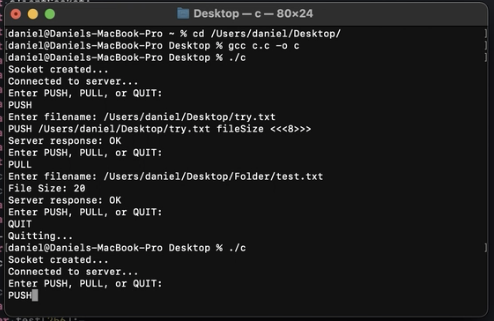 Desktop — c — 80×24
[daniel@Daniels-MacBook-Pro ~ % cd /Users/daniel/Desktop/
[daniel@Daniels-MacBook-Pro Desktop % gcc c.c -o c
[daniel@Daniels-MacBook-Pro Desktop % ./c
Socket created...
Connected to server...
Enter PUSH, PULL, or QUIT:
PUSH
Enter filename: /Users/daniel/Desktop/try.txt
PUSH /Users/daniel/Desktop/try.txt fileSize <<<8>>>
Server response: OK
Enter PUSH, PULL, or QUIT:
PULL
Enter filename: /Users/daniel/Desktop/Folder/test.txt
File Size: 20
Server response: OK
Enter PUSH, PULL, or QUIT:
QUIT
Quitting...
[daniel@Daniels-MacBook-Pro Desktop % ./c
Socket created...
Connected to server...
Enter PUSH, PULL, or QUIT:
PUSH